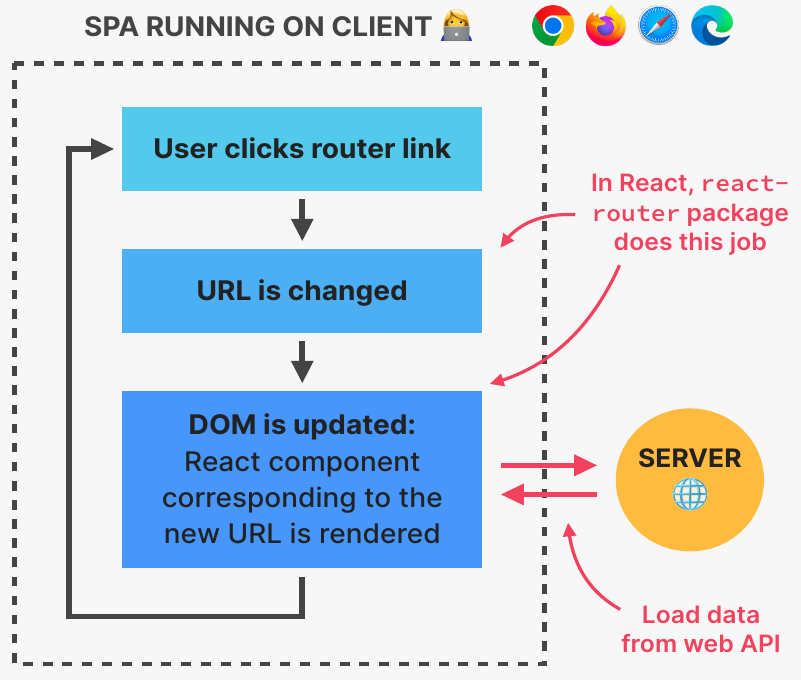 SPA RUNNING ON CLIENT
User clicks router link
In React, react-
router package
does this job
URL is changed
DOM is updated:
React component
corresponding to the
new URL is rendered
SERVER
Load data
from web API